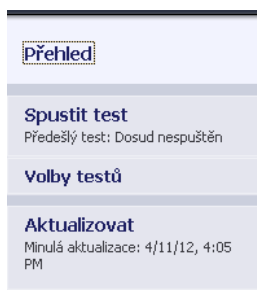 Přehled
Spustit test
Předešlý test: Dosud nespuštěn
Volby testů
Aktualizovat
Minulá aktualizace: 4/11/12, 4:05
PM